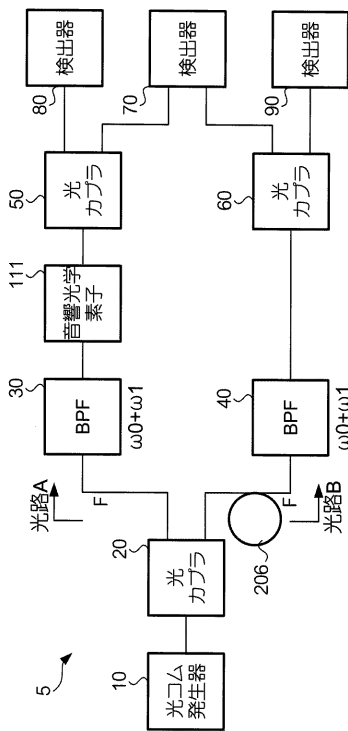 5
10
光コム
発生器
20
光
カプラ
光路A
F
30
BPF
ω0+ω1
111
音響光学
素子
50
光
カプラ
80
検出器
70
検出器
光路B
F
206
40
BPF
ω0+ω1
60
光
カプラ
90
検出器